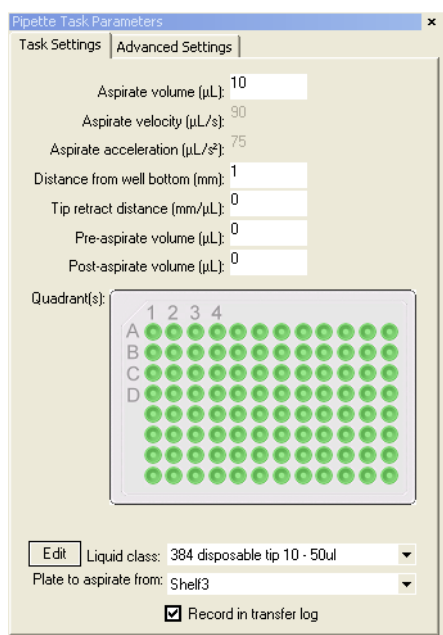 Pipette Task Parameters ×
Task Settings Advanced Settings
Aspirate volume (µL): 10
Aspirate velocity (µL/s): 90
Aspirate acceleration (µL/s²): 75
Distance from well bottom (mm): 1
Tip retract distance (mm/µL): 0
Pre-aspirate volume (µL): 0
Post-aspirate volume (µL): 0
Quadrant(s):
1 2 3 4
A
B
C
D
Edit Liquid class: 384 disposable tip 10 - 50ul
Plate to aspirate from: Shelf3
Record in transfer log